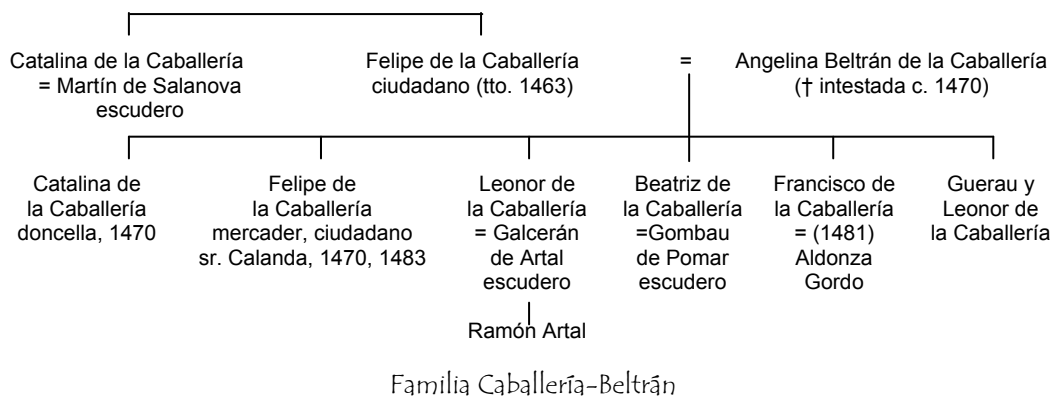 Catalina de la Caballería
= Martín de Salanova
escudero
Felipe de la Caballería
ciudadano (tto. 1463)
=
Angelina Beltrán de la Caballería
(† intestada c. 1470)
Catalina de
la Caballería
doncella, 1470
Felipe de
la Caballería
mercader, ciudadano
sr. Calanda, 1470, 1483
Leonor de
la Caballería
= Galcerán
de Artal
escudero
Beatriz de
la Caballería
=Gombau
de Pomar
escudero
Francisco de
la Caballería
= (1481)
Aldonza
Gordo
Guerau y
Leonor de
la Caballería
Ramón Artal
Familia Caballería-Beltrán